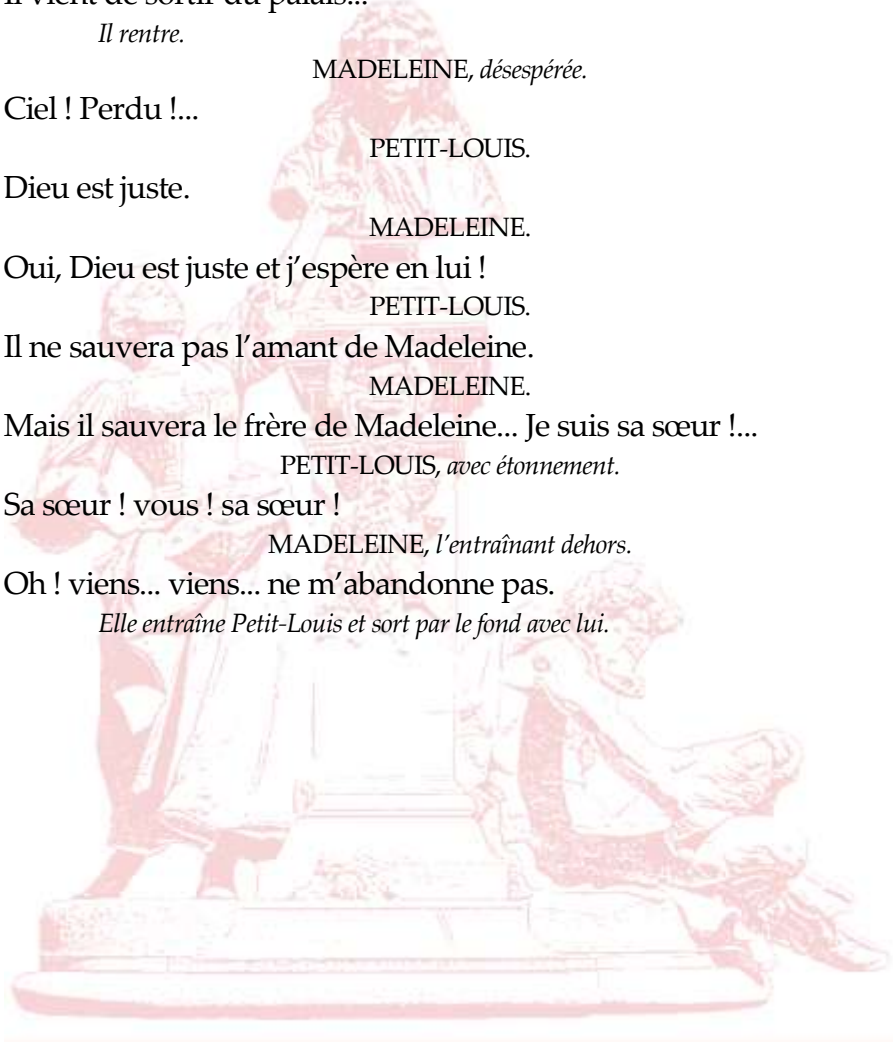 Il vient de sortir du palais...
Il rentre.
MADELEINE, désespérée.
Ciel ! Perdu !...
PETIT-LOUIS.
Dieu est juste.
MADELEINE.
Oui, Dieu est juste et j’espère en lui !
PETIT-LOUIS.
Il ne sauvera pas l’amant de Madeleine.
MADELEINE.
Mais il sauvera le frère de Madeleine... Je suis sa sœur !...
PETIT-LOUIS, avec étonnement.
Sa sœur ! vous ! sa sœur !
MADELEINE, l’entraînant dehors.
Oh ! viens... viens... ne m’abandonne pas.
Elle entraîne Petit-Louis et sort par le fond avec lui.